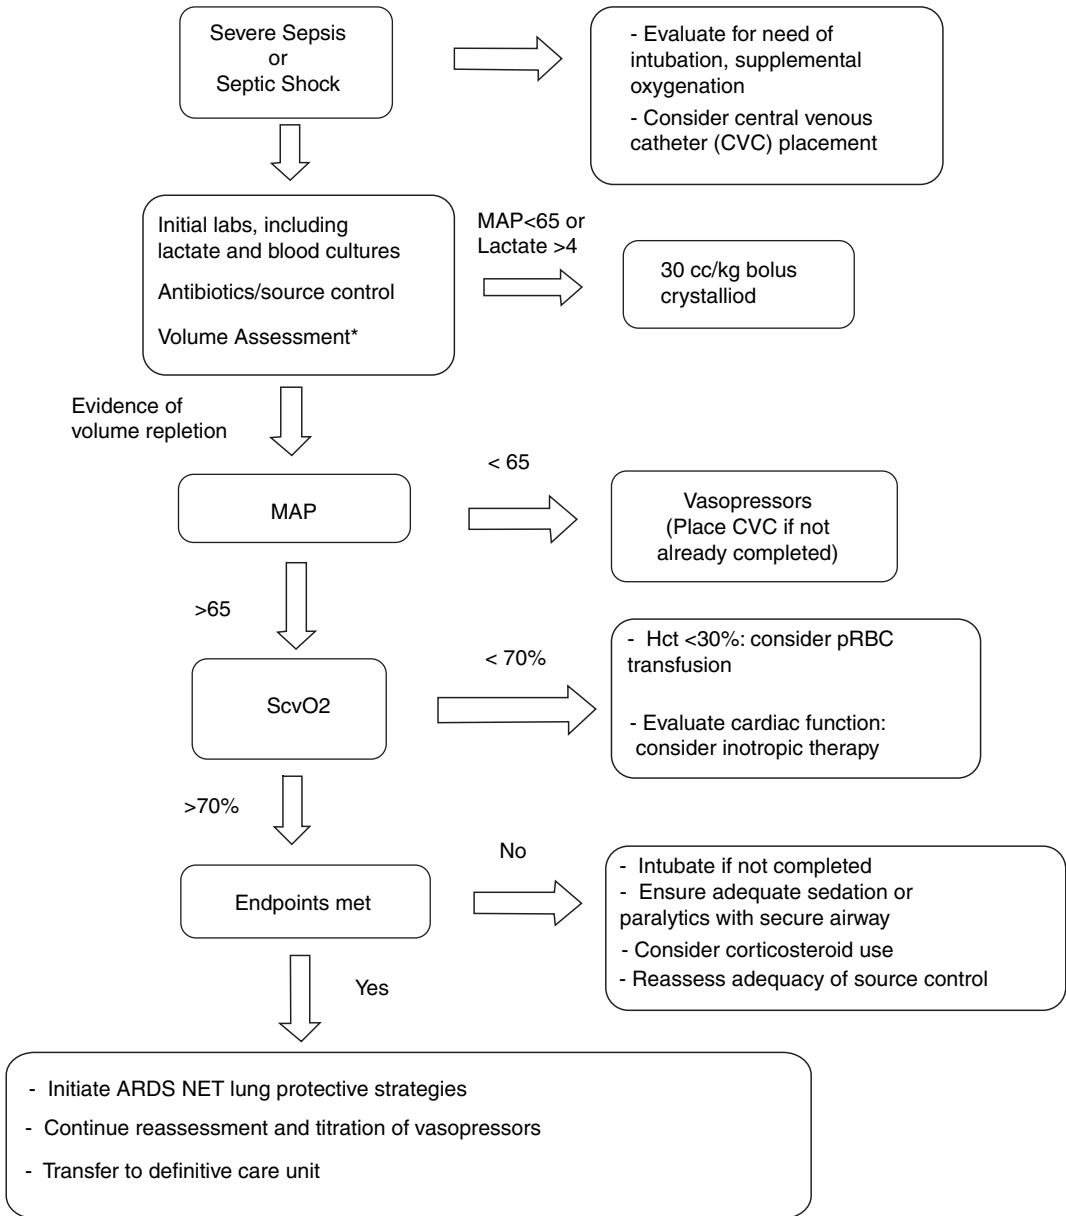 Severe Sepsis
or
Septic Shock
- Evaluate for need of
intubation, supplemental
oxygenation
- Consider central venous
catheter (CVC) placement
Initial labs, including
lactate and blood cultures
Antibiotics/source control
Volume Assessment*
MAP<65 or
Lactate >4
30 cc/kg bolus
crystalliod
Evidence of
volume repletion
MAP
< 65
Vasopressors
(Place CVC if not
already completed)
>65
ScvO2
< 70%
- Hct <30%: consider pRBC
transfusion
- Evaluate cardiac function:
consider inotropic therapy
>70%
Endpoints met
No
- Intubate if not completed
- Ensure adequate sedation or
paralytics with secure airway
- Consider corticosteroid use
- Reassess adequacy of source control
Yes
- Initiate ARDS NET lung protective strategies
- Continue reassessment and titration of vasopressors
- Transfer to definitive care unit